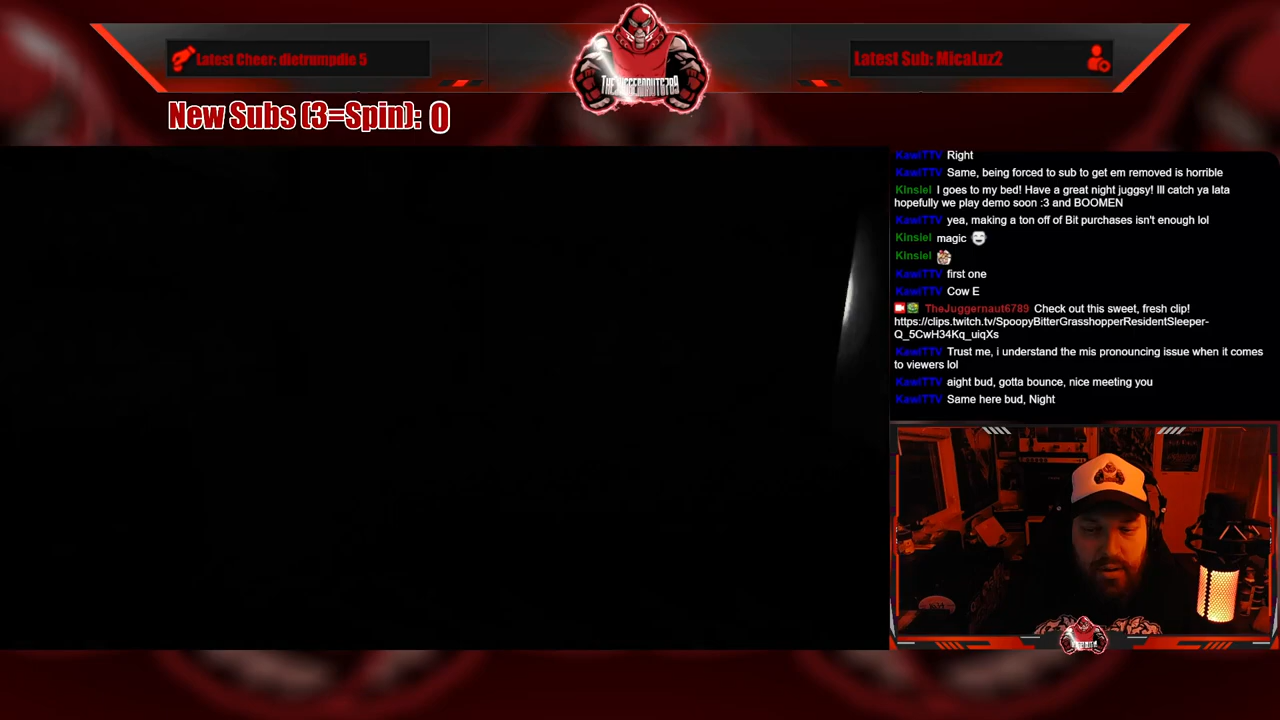 Latest Cheer: dietrumpdie 5
THEJUGGERNAUT6789
Latest Sub: MicaLuz2
New Subs (3=Spin): 0
KawITTV Right
KawITTV Same, being forced to sub to get em removed is horrible
Kinsiel I goes to my bed! Have a great night juggsy! Ill catch ya lata
hopefully we play demo soon :3 and BOOMEN
KawITTV yea, making a ton off of Bit purchases isn't enough lol
Kinsiel magic
Kinsiel
KawITTV first one
KawITTV Cow E
TheJuggernaut6789 Check out this sweet, fresh clip!
https://clips.twitch.tv/SpoopyBitterGrasshopperResidentSleeper-
Q_5CwH34Kq_uiqXs
KawITTV Trust me, i understand the mis pronouncing issue when it comes
to viewers lol
KawITTV aight bud, gotta bounce, nice meeting you
KawITTV Same here bud, Night